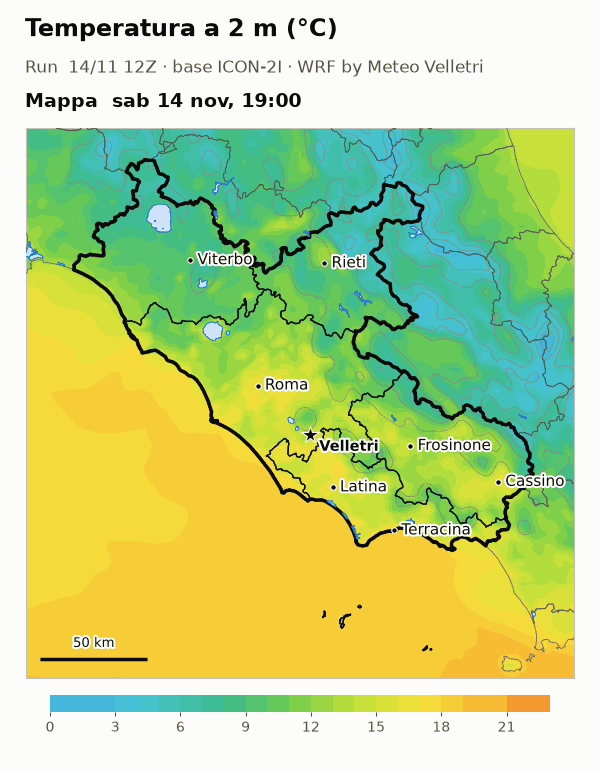 Temperatura a 2 m (°C)
Run  14/11 12Z · base ICON-2I · WRF by Meteo Velletri
Mappa  sab 14 nov, 19:00
Viterbo
Rieti
Roma
Velletri
Frosinone
Cassino
Latina
Terracina
50 km
0 3 6 9 12 15 18 21